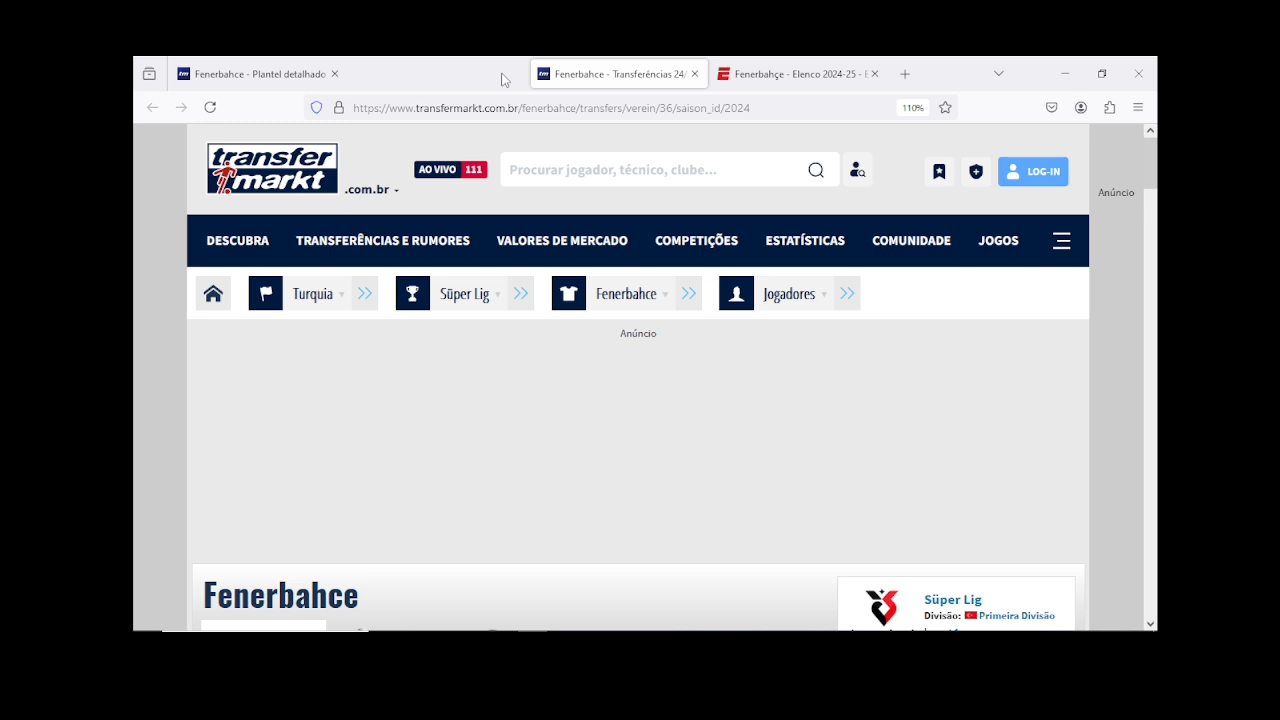 Fenerbahce - Plantel detalhado
Fenerbahce - Transferências 24/
Fenerbahçe - Elenco 2024-25 - E
https://www.transfermarkt.com.br/fenerbahce/transfers/verein/36/saison_id/2024
110%
transfer
markt
.com.br
AO VIVO 111
Procurar jogador, técnico, clube...
LOG-IN
Anúncio
DESCUBRA TRANSFERÊNCIAS E RUMORES VALORES DE MERCADO COMPETIÇÕES ESTATÍSTICAS COMUNIDADE JOGOS
Turquia Süper Lig Fenerbahce Jogadores
Anúncio
Fenerbahce
Süper Lig
Divisão: Primeira Divisão